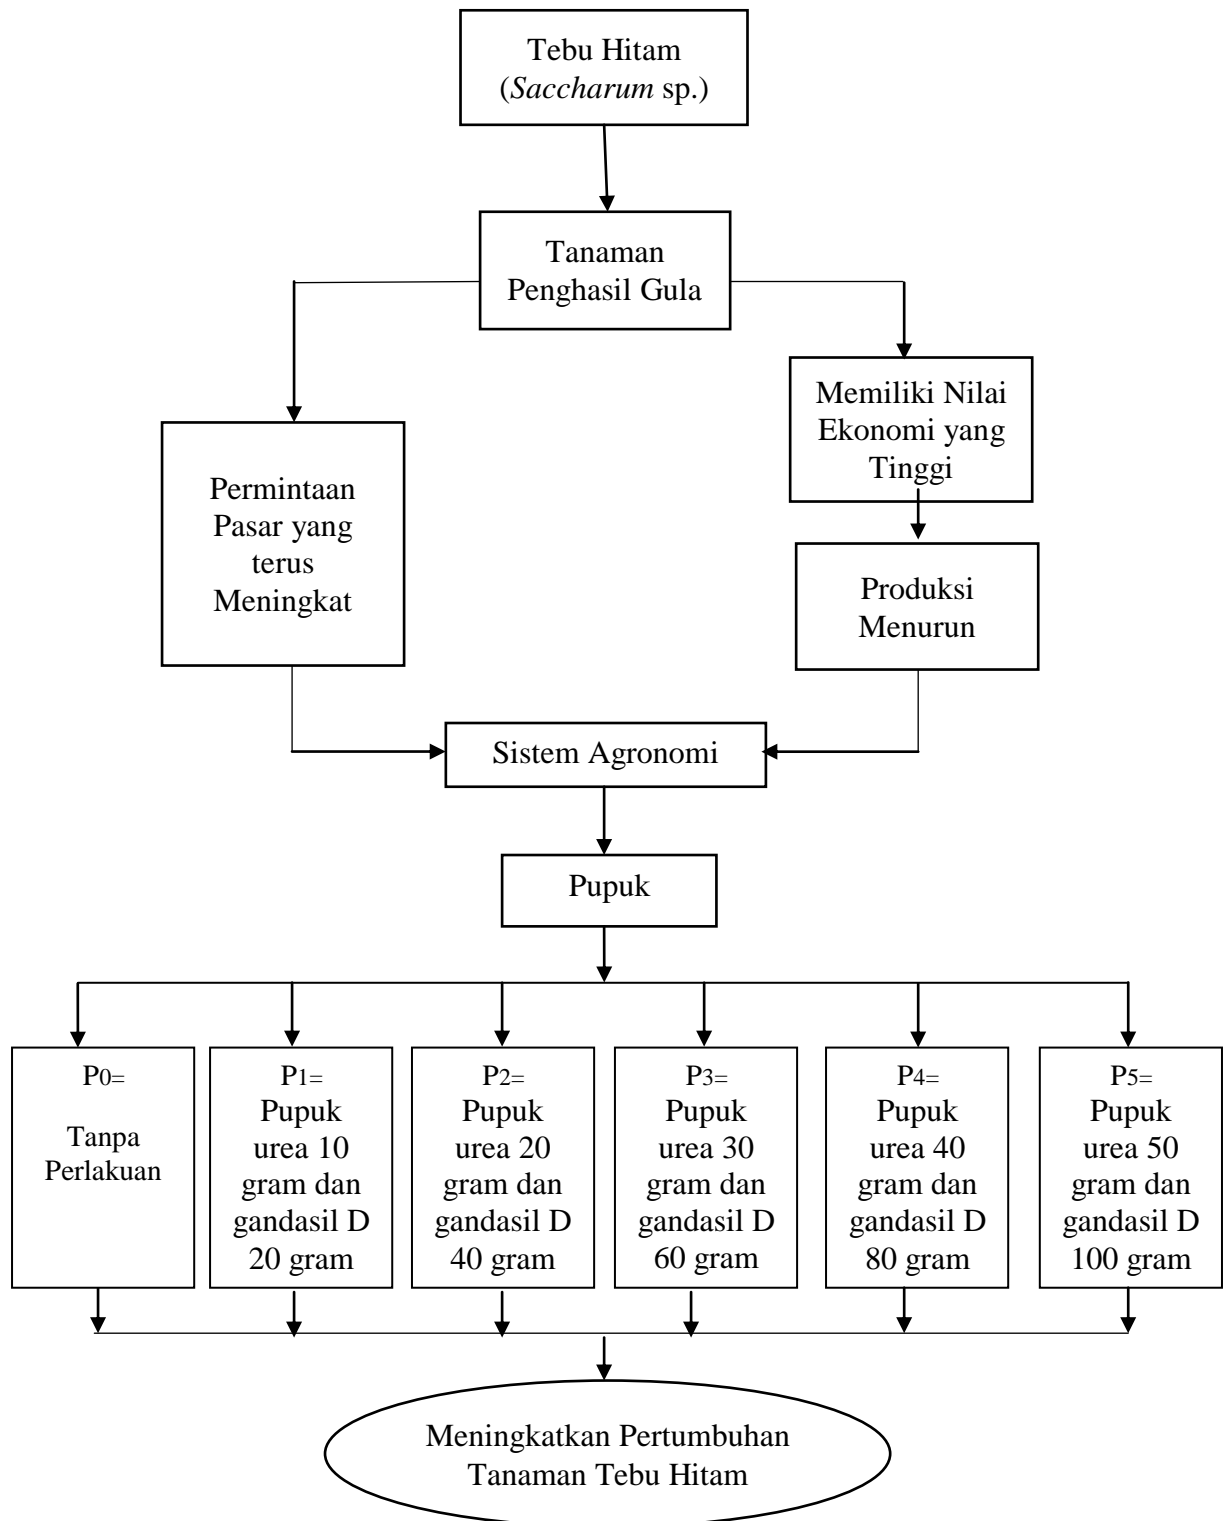 Tebu Hitam
(Saccharum sp.)
Tanaman
Penghasil Gula
Permintaan
Pasar yang
terus
Meningkat
Memiliki Nilai
Ekonomi yang
Tinggi
Produksi
Menurun
Sistem Agronomi
Pupuk
P0=
Tanpa
Perlakuan
P1=
Pupuk
urea 10
gram dan
gandasil D
20 gram
P2=
Pupuk
urea 20
gram dan
gandasil D
40 gram
P3=
Pupuk
urea 30
gram dan
gandasil D
60 gram
P4=
Pupuk
urea 40
gram dan
gandasil D
80 gram
P5=
Pupuk
urea 50
gram dan
gandasil D
100 gram
Meningkatkan Pertumbuhan
Tanaman Tebu Hitam